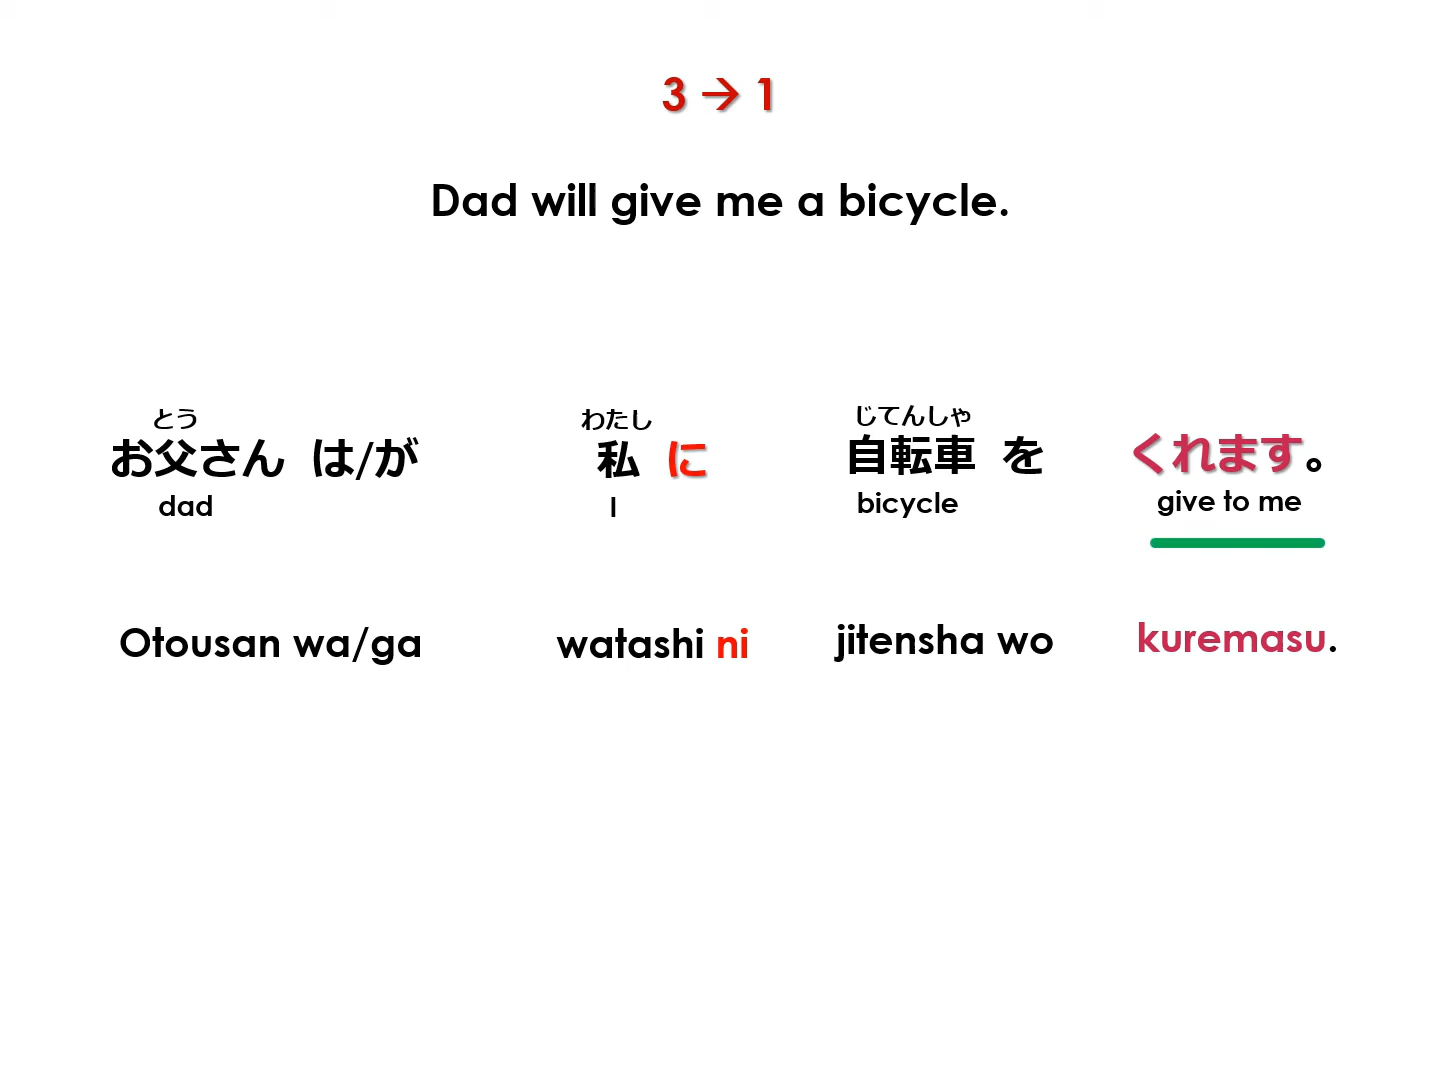 3 → 1
Dad will give me a bicycle.
とう わたし じてんしゃ
お父さん は/が 私 に 自転車 を くれます。
dad I bicycle give to me
Otousan wa/ga watashi ni jitensha wo kuremasu.